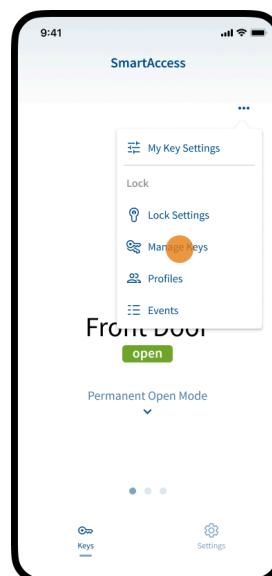 9:41
SmartAccess
My Key Settings
Lock
Lock Settings
Manage Keys
Profiles
Events
Front Door
open
Permanent Open Mode
Keys
Settings